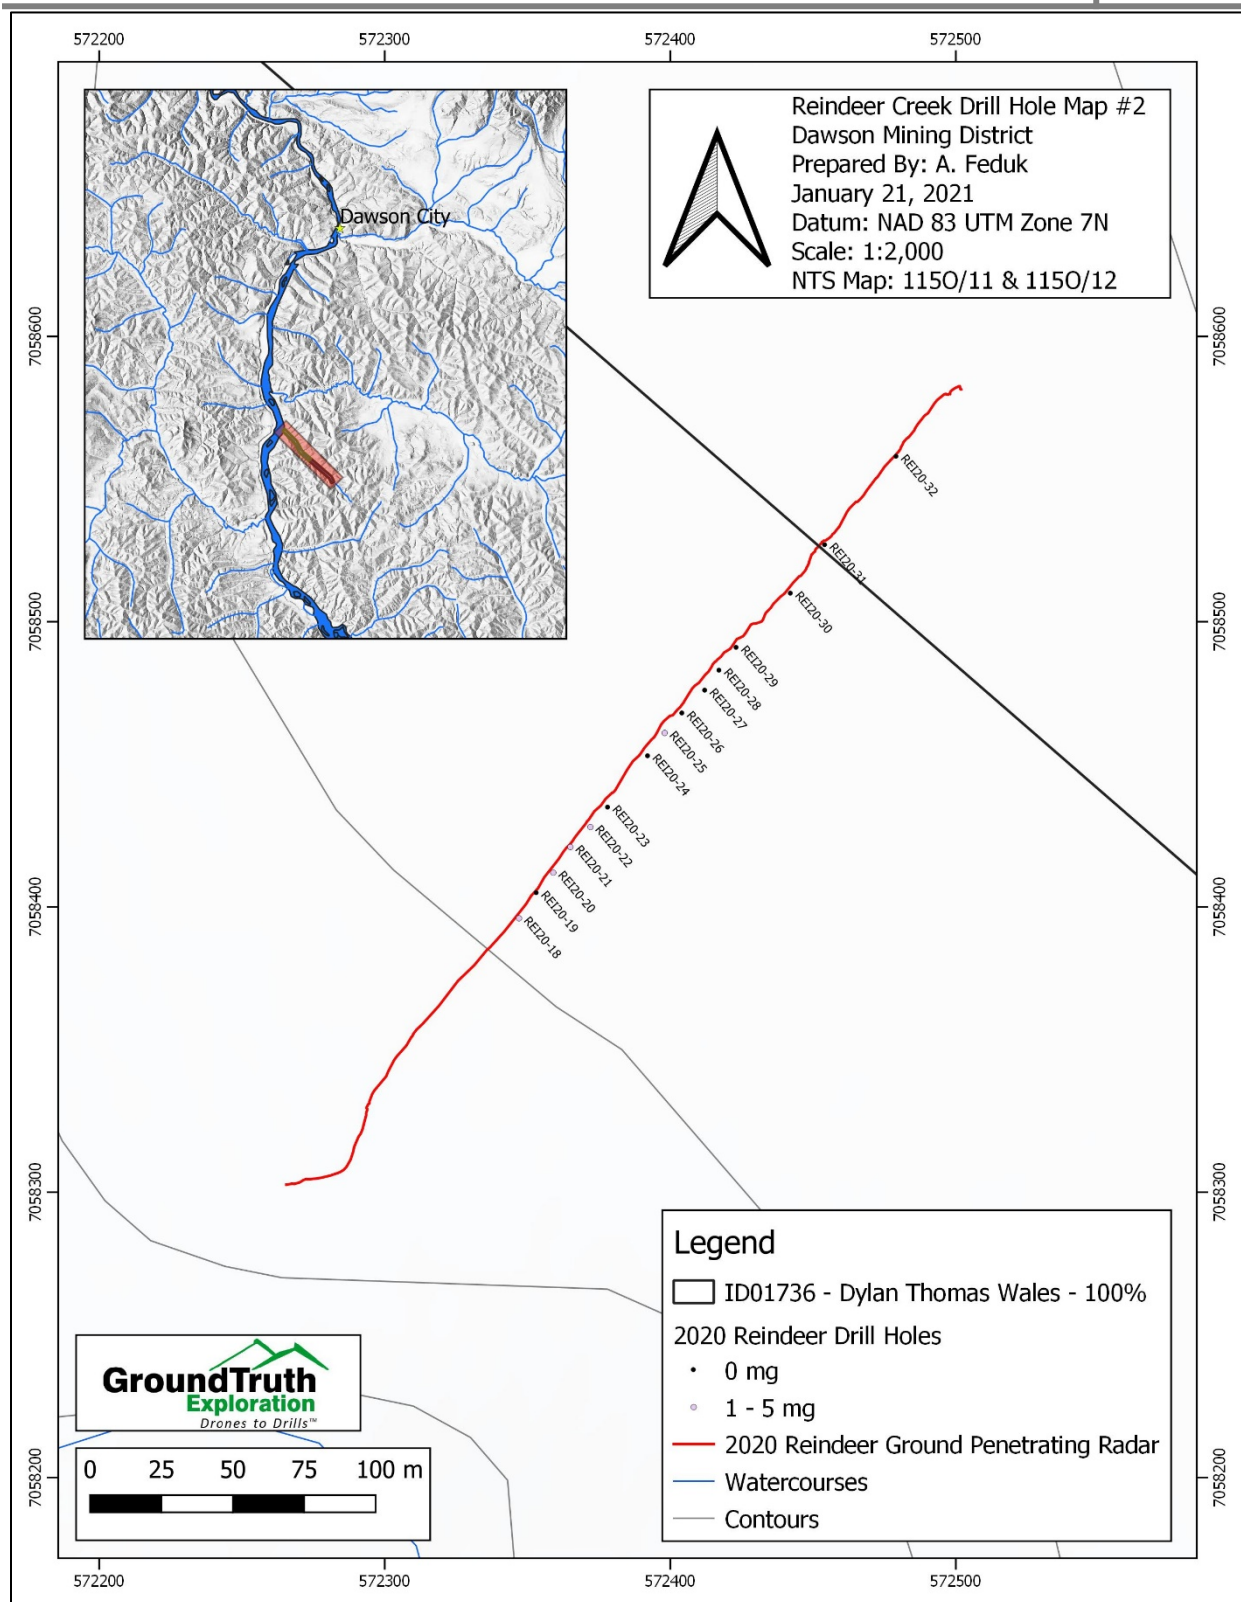 572200 572300 572400 572500
Reindeer Creek Drill Hole Map #2
Dawson Mining District
Prepared By: A. Feduk
January 21, 2021
Datum: NAD 83 UTM Zone 7N
Scale: 1:2,000
NTS Map: 115O/11 & 115O/12
Dawson City
7058600 7058600
REI20-32
REI20-31
REI20-30
7058500 7058500
REI20-29
REI20-28
REI20-27
REI20-26
REI20-25
REI20-24
REI20-23
REI20-22
REI20-21
REI20-20
REI20-19
REI20-18
7058400 7058400
7058300 7058300
Legend
ID01736 - Dylan Thomas Wales - 100%
2020 Reindeer Drill Holes
0 mg
1 - 5 mg
2020 Reindeer Ground Penetrating Radar
Watercourses
Contours
GroundTruth
Exploration
Drones to Drills™
0 25 50 75 100 m
7058200 7058200
572200 572300 572400 572500